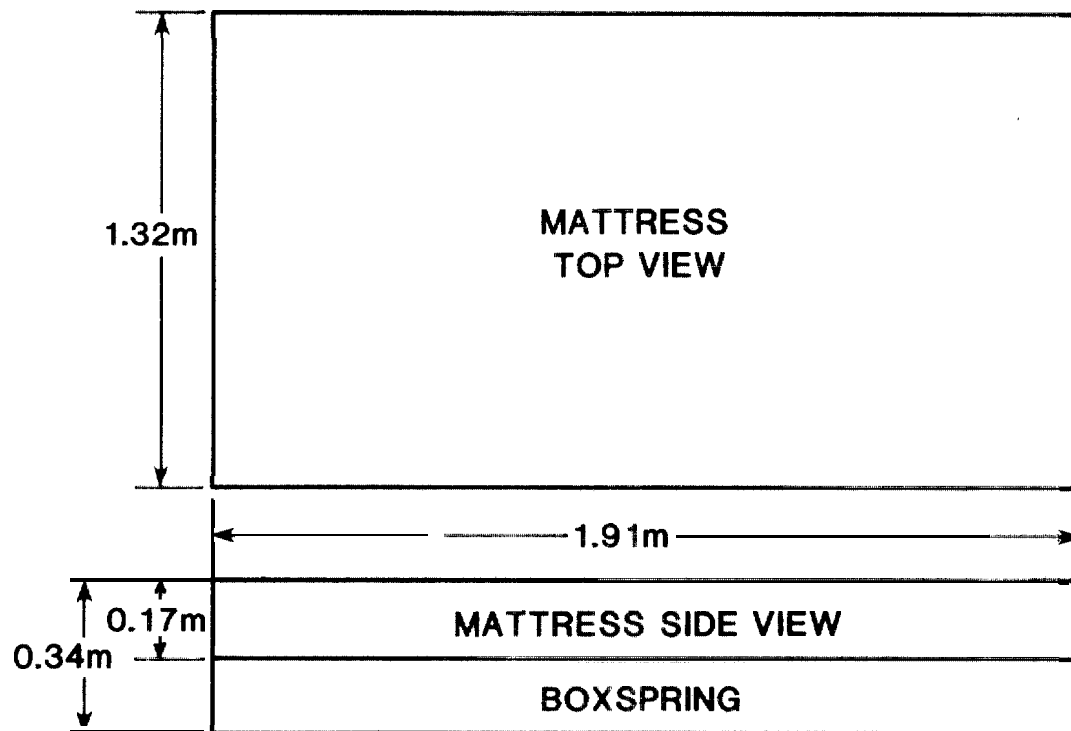 MATTRESS
TOP VIEW
1.32m
1.91m
0.17m
MATTRESS SIDE VIEW
0.34m
BOXSPRING